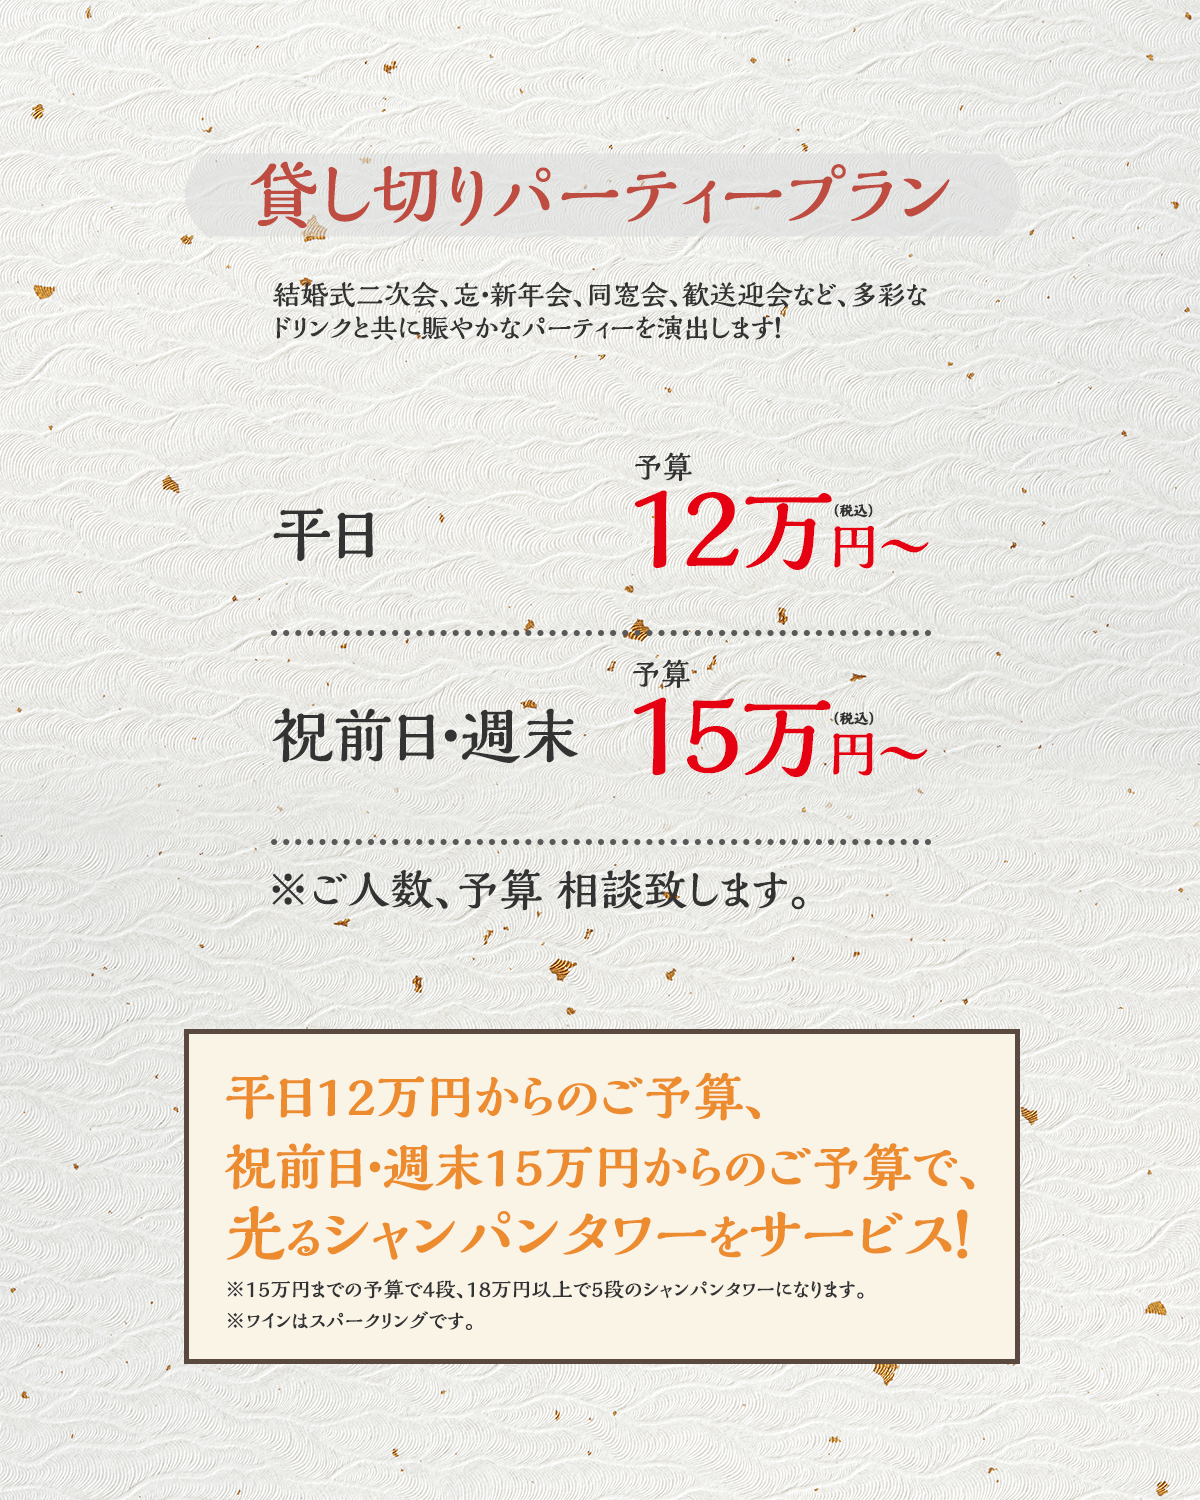 貸し切りパーティープラン
結婚式二次会、忘・新年会、同窓会、歓送迎会など、多彩な
ドリンクと共に賑やかなパーティーを演出します!
平日
予算
12万円～
(税込)
祝前日・週末
予算
15万円～
(税込)
※ご人数、予算 相談致します。
平日12万円からのご予算、
祝前日・週末15万円からのご予算で、
光るシャンパンタワーをサービス!
※15万円までの予算で4段、18万円以上で5段のシャンパンタワーになります。
※ワインはスパークリングです。